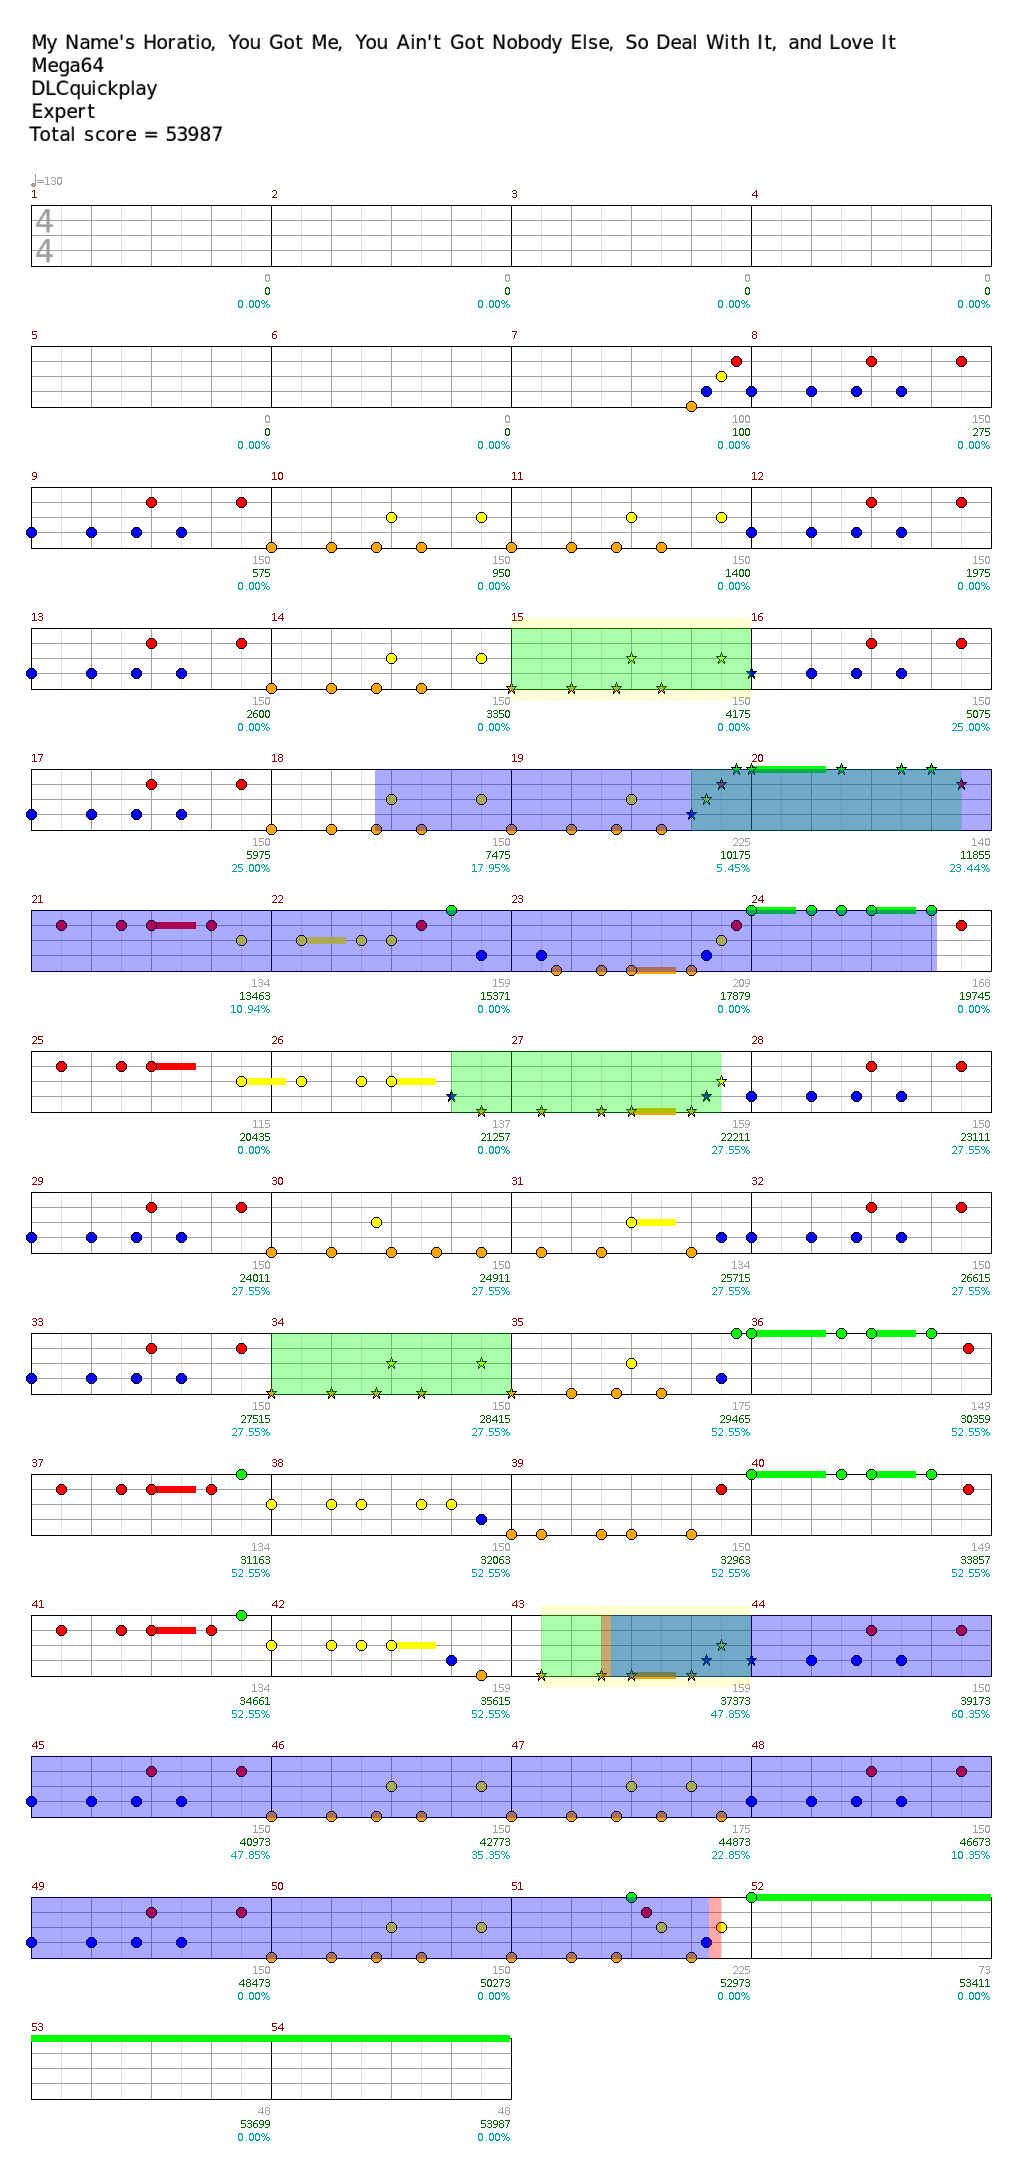 My Name's Horatio, You Got Me, You Ain't Got Nobody Else, So Deal With It, and Love It
Mega64
DLCquickplay
Expert
Total score = 53987
♩=130
1 2 3 4
4
4
0 0 0 0
0 0 0 0
0.00% 0.00% 0.00% 0.00%
5 6 7 8
0 0 100 150
0 0 100 275
0.00% 0.00% 0.00% 0.00%
9 10 11 12
150 150 150 150
575 950 1400 1975
0.00% 0.00% 0.00% 0.00%
13 14 15 16
150 150 150 150
2600 3350 4175 5075
0.00% 0.00% 0.00% 25.00%
17 18 19 20
150 150 225 140
5975 7475 10175 11855
25.00% 17.95% 5.45% 23.44%
21 22 23 24
134 159 209 168
13463 15371 17879 19745
10.94% 0.00% 0.00% 0.00%
25 26 27 28
115 137 159 150
20435 21257 22211 23111
0.00% 0.00% 27.55% 27.55%
29 30 31 32
150 150 134 150
24011 24911 25715 26615
27.55% 27.55% 27.55% 27.55%
33 34 35 36
150 150 175 149
27515 28415 29465 30359
27.55% 27.55% 52.55% 52.55%
37 38 39 40
134 150 150 149
31163 32063 32963 33857
52.55% 52.55% 52.55% 52.55%
41 42 43 44
134 159 159 150
34661 35615 37373 39173
52.55% 52.55% 47.85% 60.35%
45 46 47 48
150 150 175 150
40973 42773 44873 46673
47.85% 35.35% 22.85% 10.35%
49 50 51 52
150 150 225 73
48473 50273 52973 53411
0.00% 0.00% 0.00% 0.00%
53 54
48 48
53699 53987
0.00% 0.00%